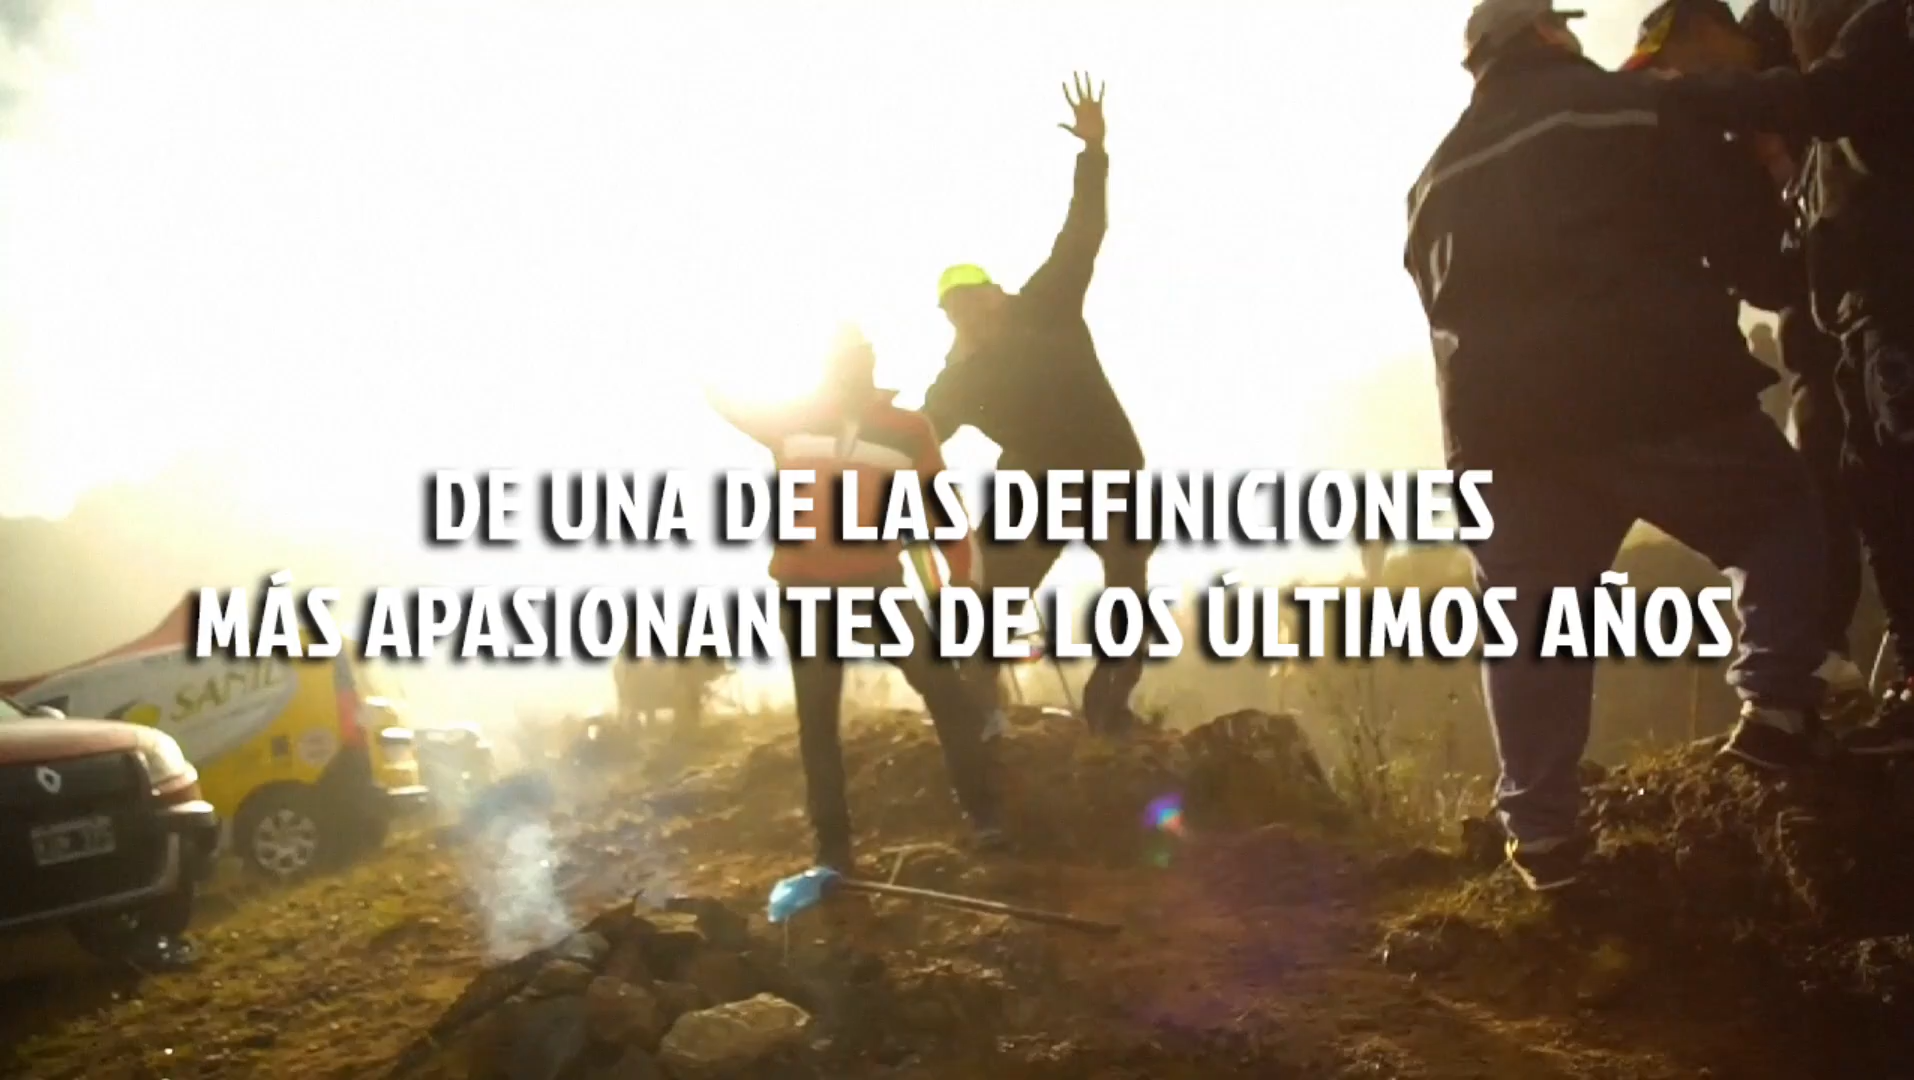 DE UNA DE LAS DEFINICIONES
MÁS APASIONANTES DE LOS ÚLTIMOS AÑOS